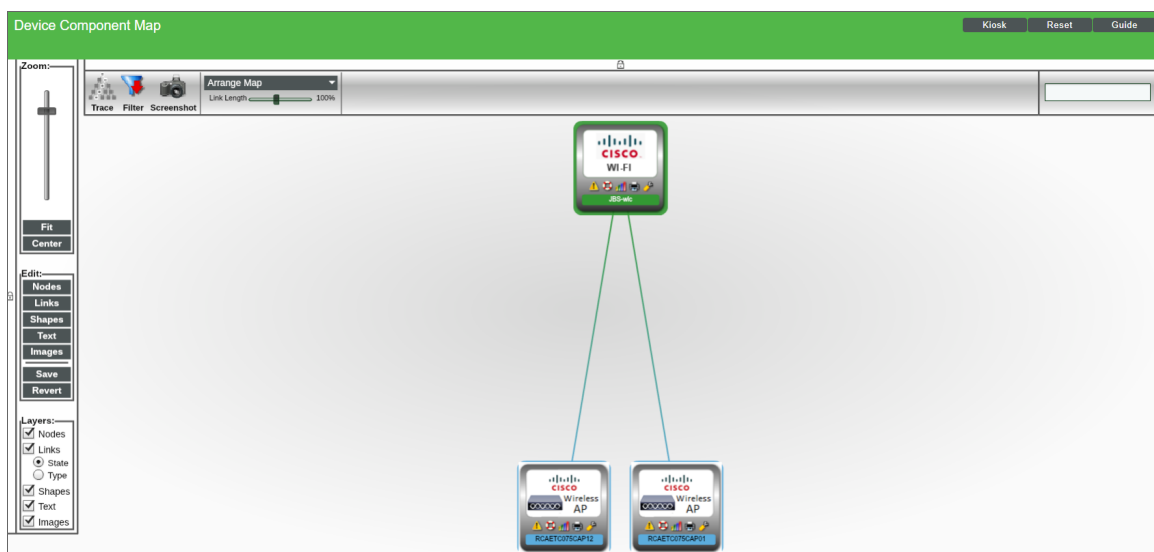 Device Component Map
Kiosk
Reset
Guide
Zoom:
Trace
Filter
Screenshot
Arrange Map
Link Length
100%
CISCO
WI-FI
JBS-wlc
Fit
Center
Edit:
Nodes
Links
Shapes
Text
Images
Save
Revert
Layers:
Nodes
Links
State
Type
Shapes
Text
Images
CISCO
Wireless
AP
RCAETC075CAP12
CISCO
Wireless
AP
RCAETC075CAP01